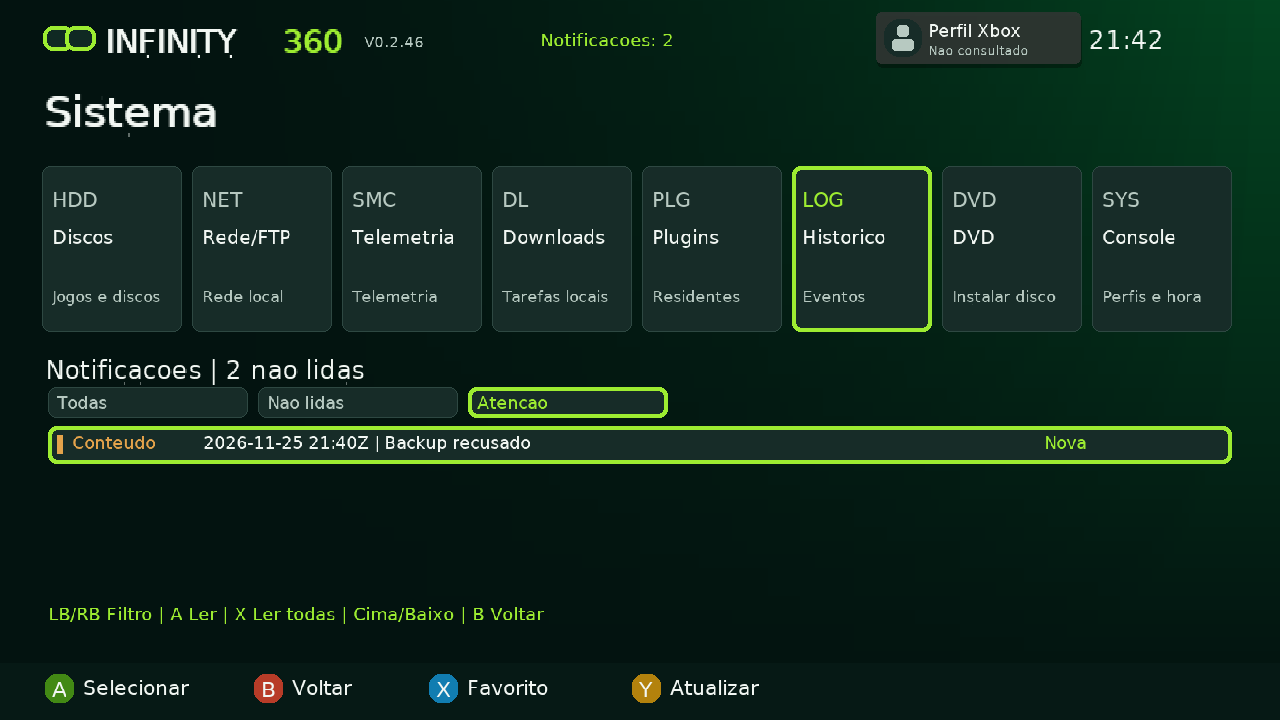 INFINITY 360 V0.2.46 Notificacoes: 2 Perfil Xbox 21:42
Nao consultado
Sistema
HDD NET SMC DL PLG LOG DVD SYS
Discos Rede/FTP Telemetria Downloads Plugins Historico DVD Console
Jogos e discos Rede local Telemetria Tarefas locais Residentes Eventos Instalar disco Perfis e hora
Notificacoes | 2 nao lidas
Todas Nao lidas Atencao
Conteudo 2026-11-25 21:40Z | Backup recusado Nova
LB/RB Filtro | A Ler | X Ler todas | Cima/Baixo | B Voltar
A Selecionar B Voltar X Favorito Y Atualizar